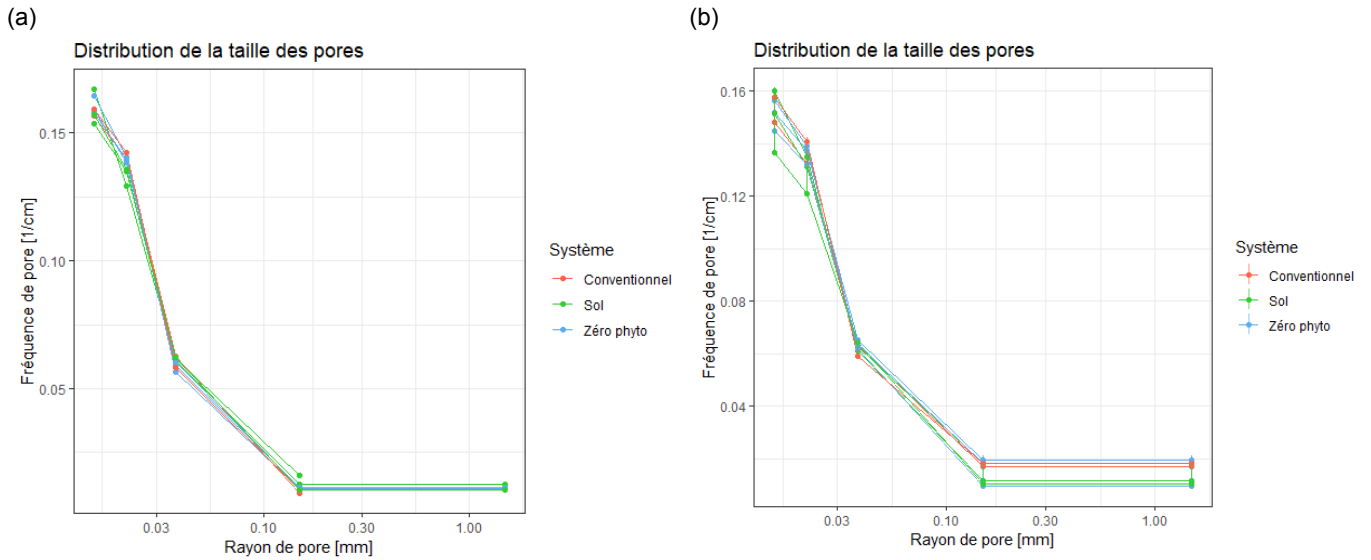 (a)
Distribution de la taille des pores
0.15
0.10
0.05
Fréquence de pore [1/cm]
0.03
0.10
0.30
1.00
Rayon de pore [mm]
Système
Conventionnel
Sol
Zéro phyto
(b)
Distribution de la taille des pores
0.16
0.12
0.08
0.04
Fréquence de pore [1/cm]
0.03
0.10
0.30
1.00
Rayon de pore [mm]
Système
Conventionnel
Sol
Zéro phyto